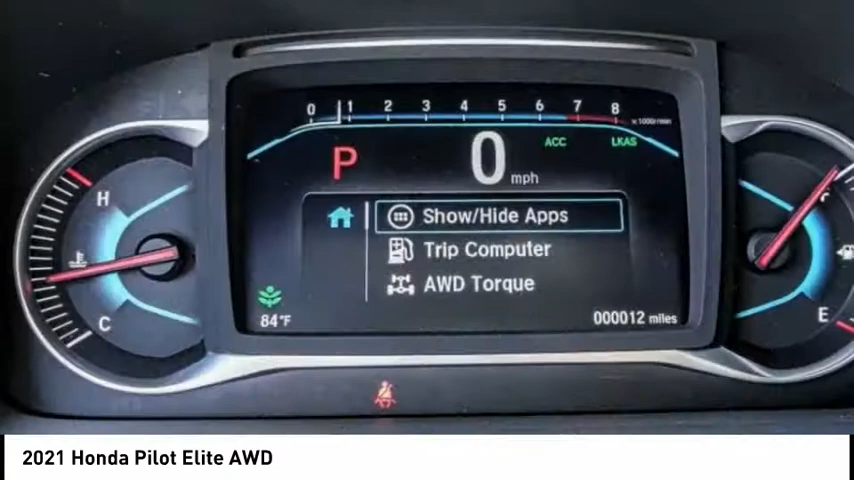 0 1 2 3 4 5 6 7 8
x 1000r/min
ACC LKAS
P 0 mph
H
Show/Hide Apps
Trip Computer
AWD Torque
C
E
84°F
000012 miles
2021 Honda Pilot Elite AWD